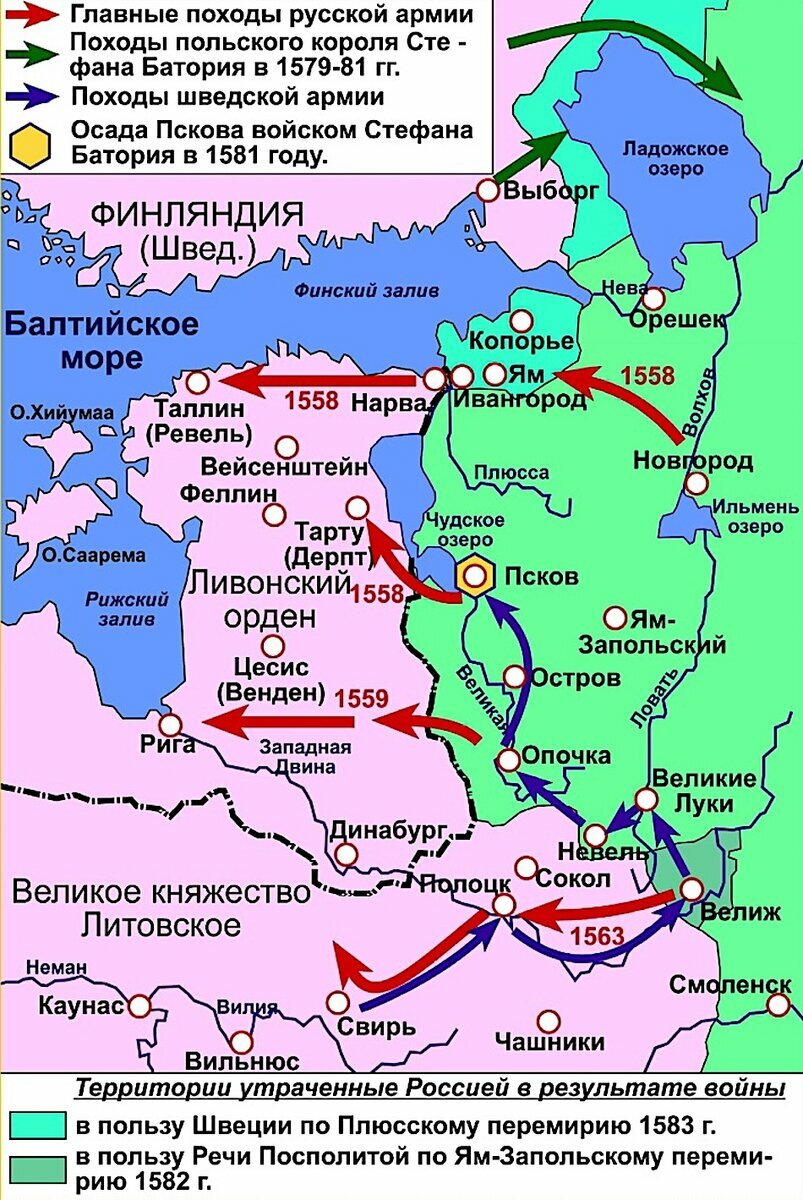 Главные походы русской армии
Походы польского короля Сте -
фана Батория в 1579-81 гг.
Походы шведской армии
Осада Пскова войском Стефана
Батория в 1581 году.
Ладожское
озеро
Выборг
ФИНЛЯНДИЯ
(Швед.)
Финский залив
Нева
Орешек
Балтийское
море
Копорье
Ям
1558
Волхов
О.Хийумаа
Таллин
(Ревель)
1558
Нарва
Ивангород
Вейсенштейн
Новгород
Феллин
Плюсса
Ильмень
озеро
Тарту
(Дерпт)
Чудское
озеро
О.Саарема
Псков
Рижский
залив
Ливонский
орден
1558
Ям-
Запольский
Цесис
(Венден)
Остров
Великая
Ловать
1559
Рига
Западная
Двина
Опочка
Великие
Луки
Динабург
Невель
Полоцк
Сокол
Великое княжество
Литовское
Велиж
1563
Неман
Смоленск
Каунас
Вилия
Свирь
Чашники
Вильнюс
Территории утраченные Россией в результате войны
в пользу Швеции по Плюсскому перемирию 1583 г.
в пользу Речи Посполитой по Ям-Запольскому переми-
рию 1582 г.